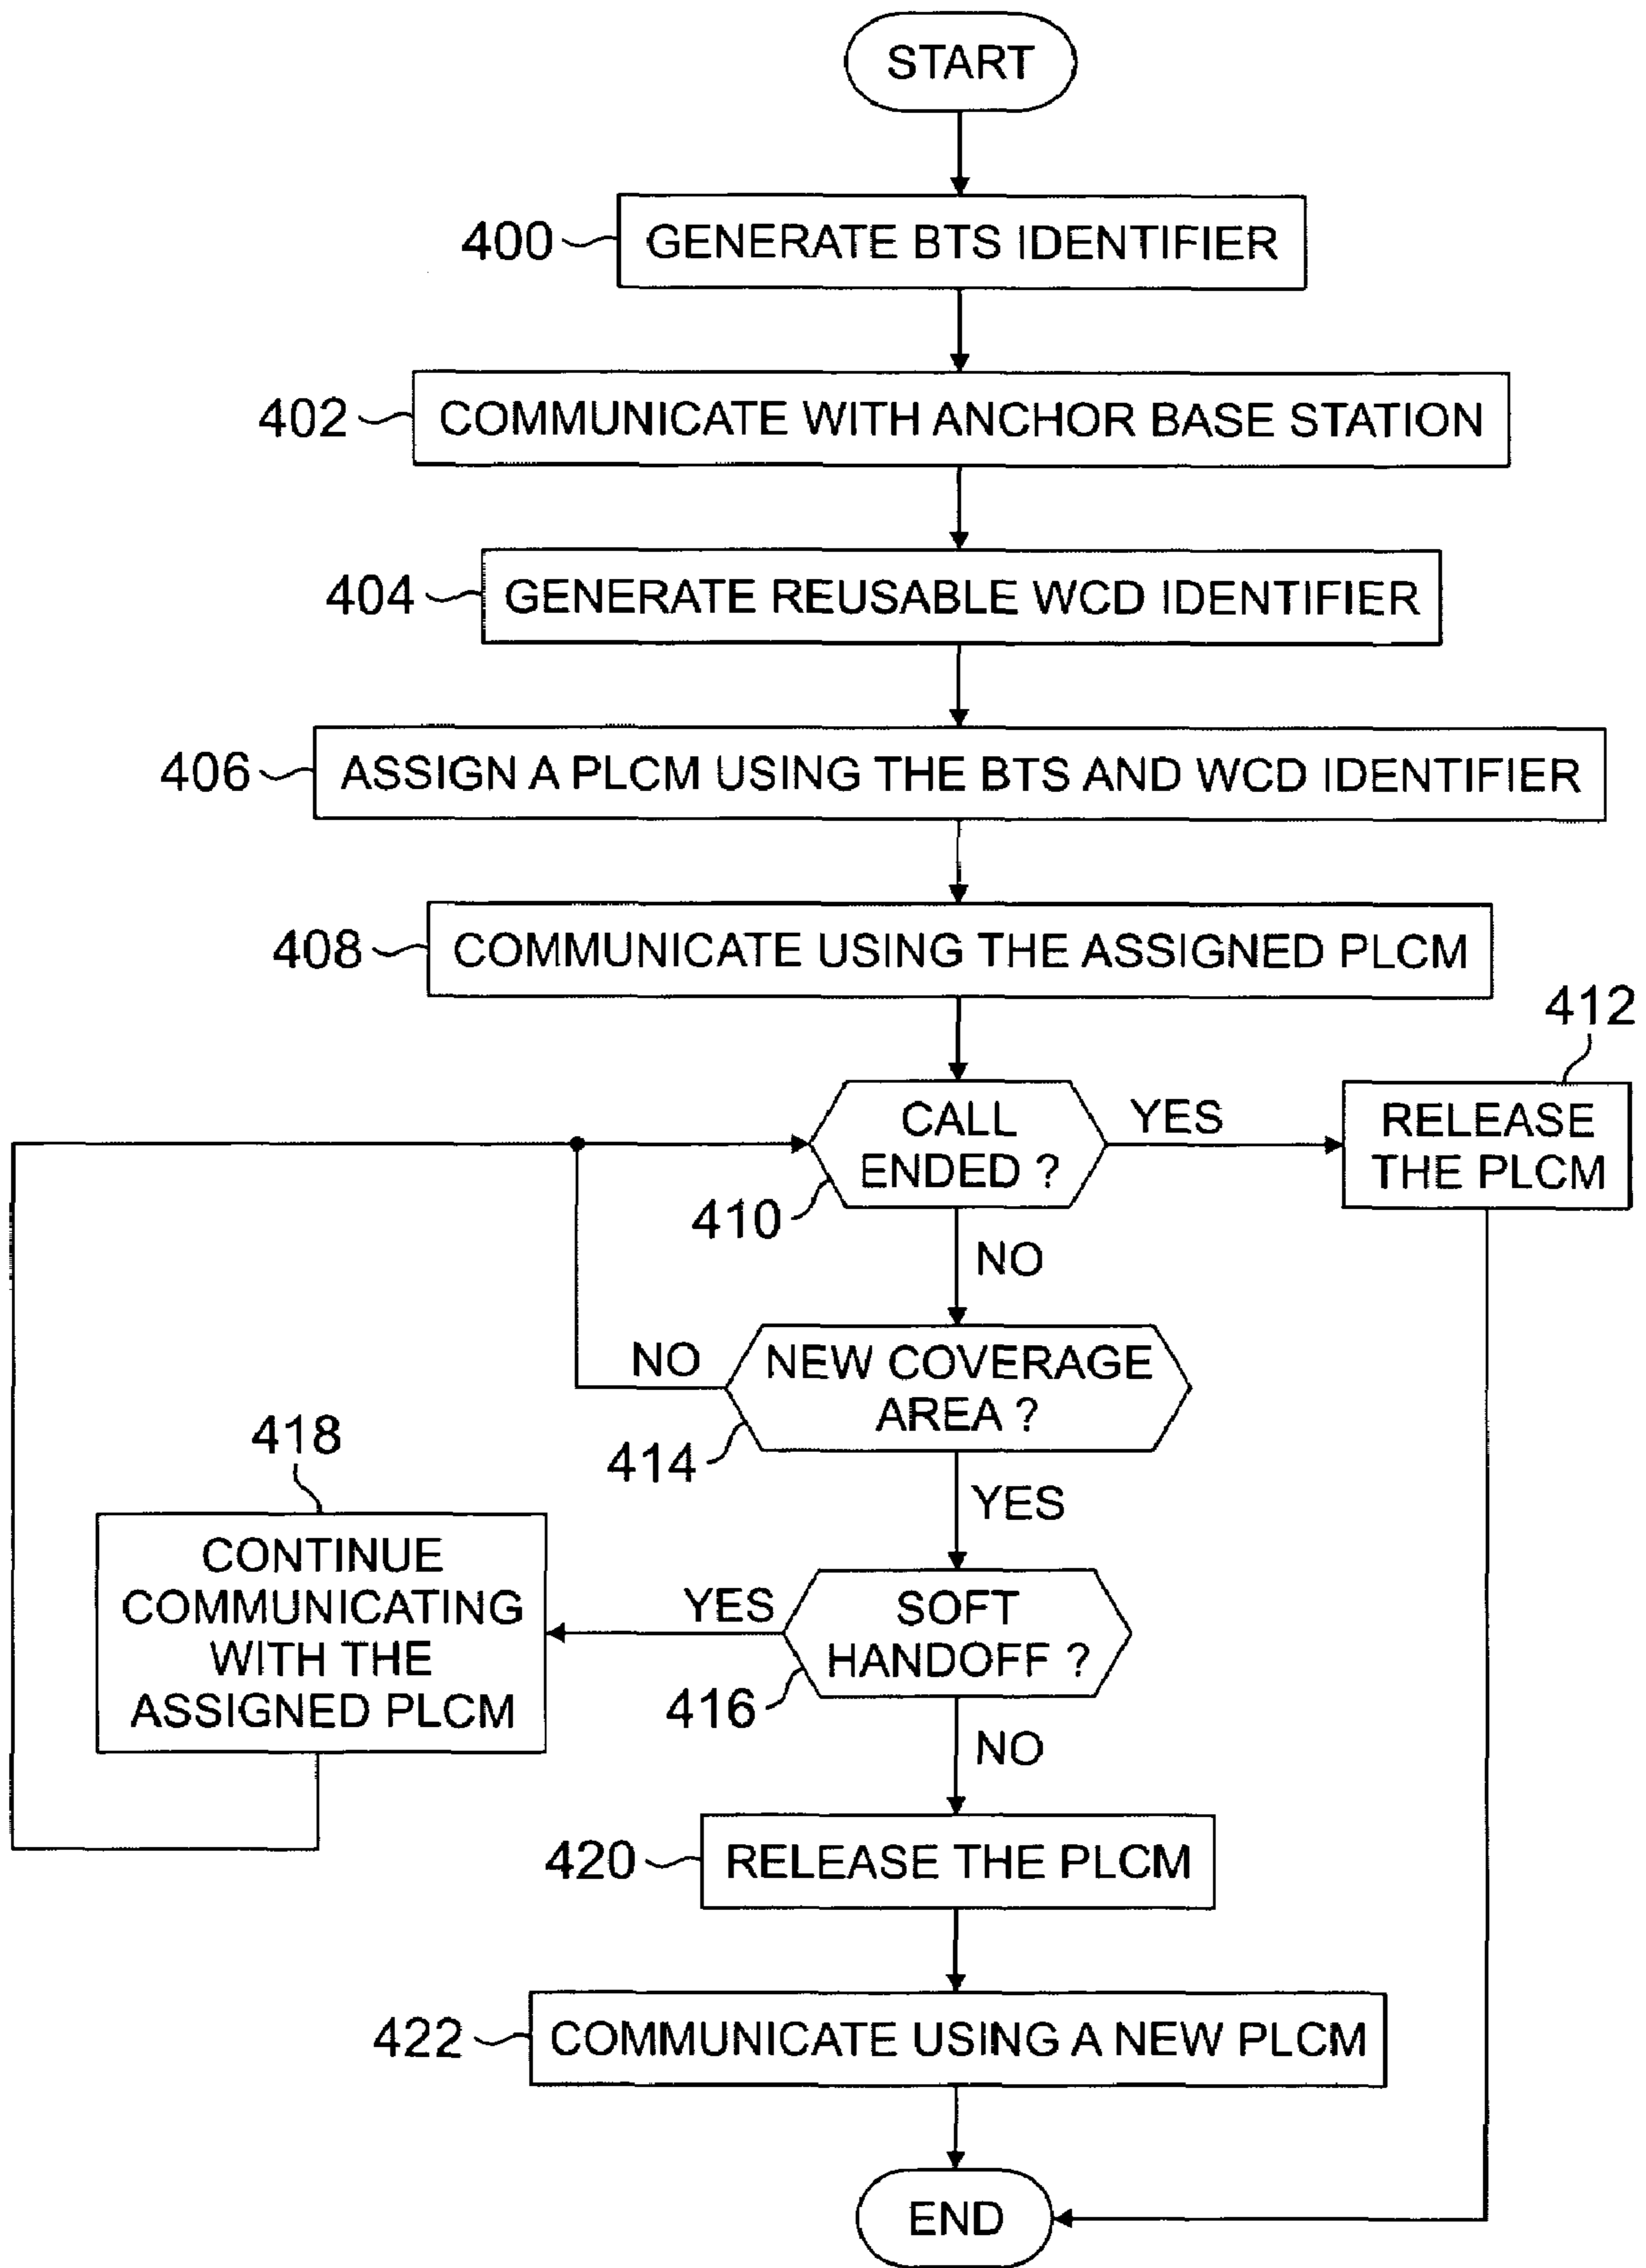 START
400
GENERATE BTS IDENTIFIER
402
COMMUNICATE WITH ANCHOR BASE STATION
404
GENERATE REUSABLE WCD IDENTIFIER
406
ASSIGN A PLCM USING THE BTS AND WCD IDENTIFIER
408
COMMUNICATE USING THE ASSIGNED PLCM
410
CALL
ENDED ?
YES
412
RELEASE
THE PLCM
NO
414
NEW COVERAGE
AREA ?
NO
YES
416
SOFT
HANDOFF ?
YES
418
CONTINUE
COMMUNICATING
WITH THE
ASSIGNED PLCM
NO
420
RELEASE THE PLCM
422
COMMUNICATE USING A NEW PLCM
END